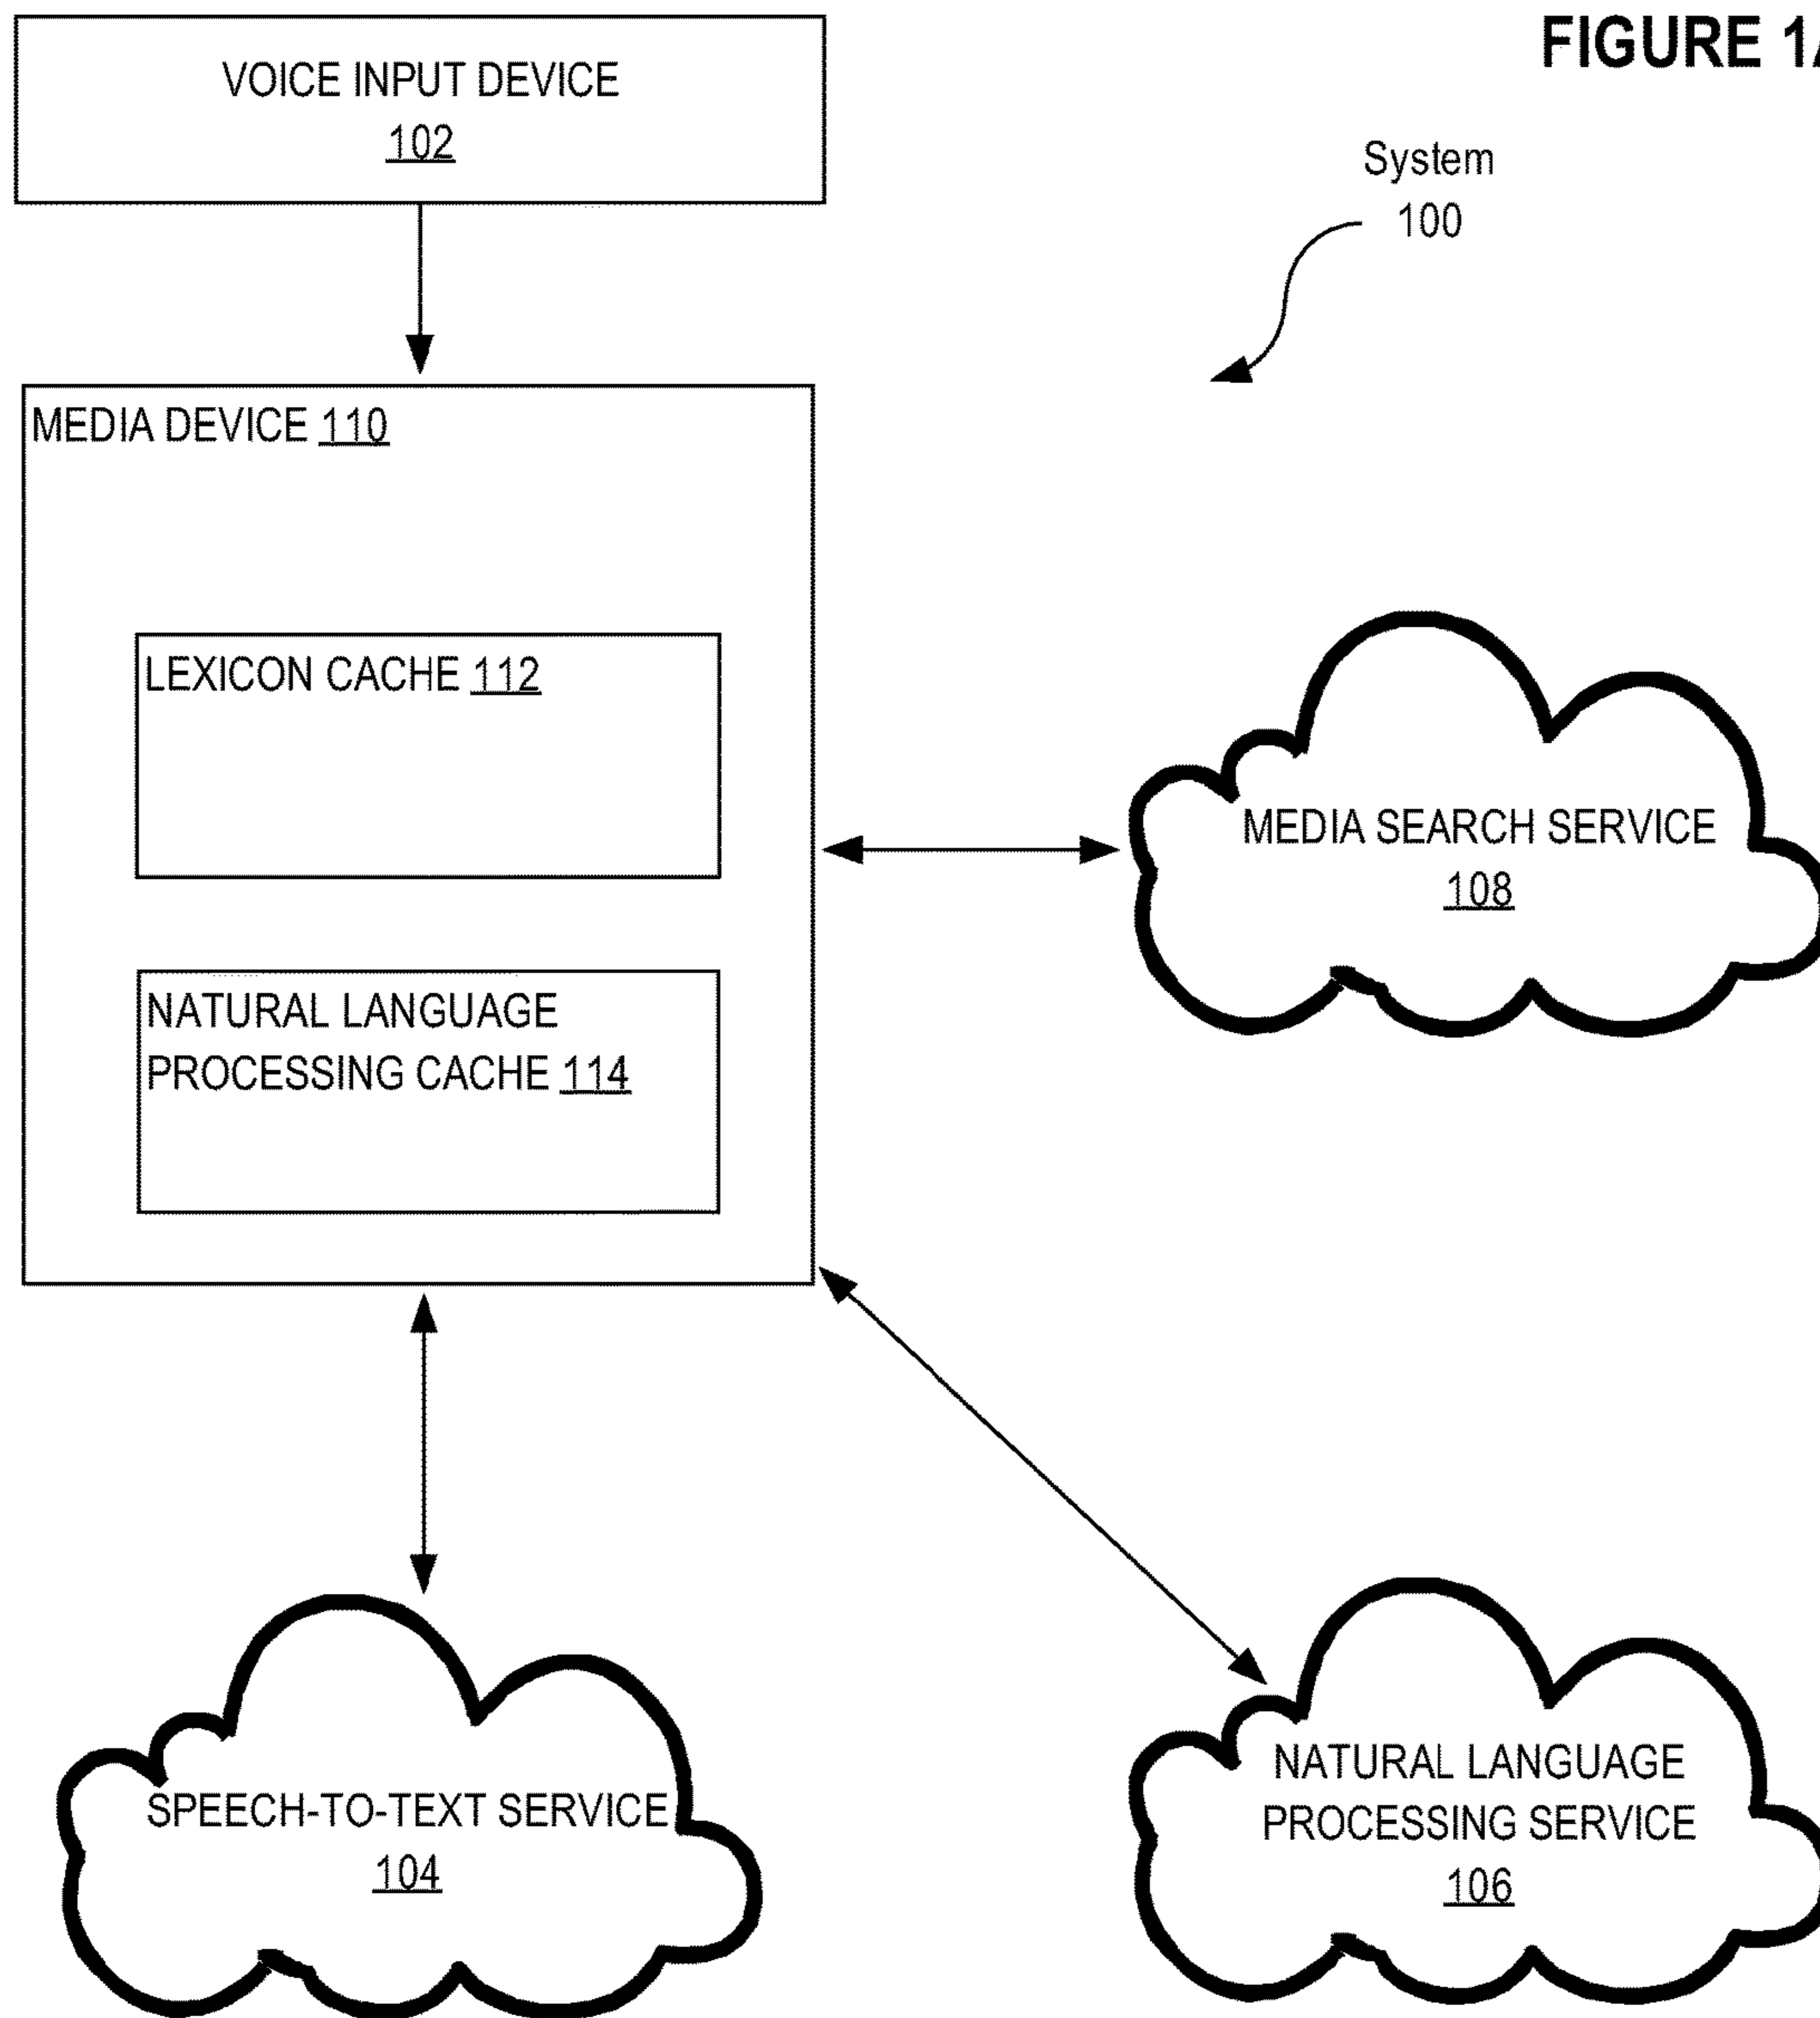 FIGURE 1A
VOICE INPUT DEVICE
102
System
100
MEDIA DEVICE 110
LEXICON CACHE 112
NATURAL LANGUAGE
PROCESSING CACHE 114
MEDIA SEARCH SERVICE
108
SPEECH-TO-TEXT SERVICE
104
NATURAL LANGUAGE
PROCESSING SERVICE
106